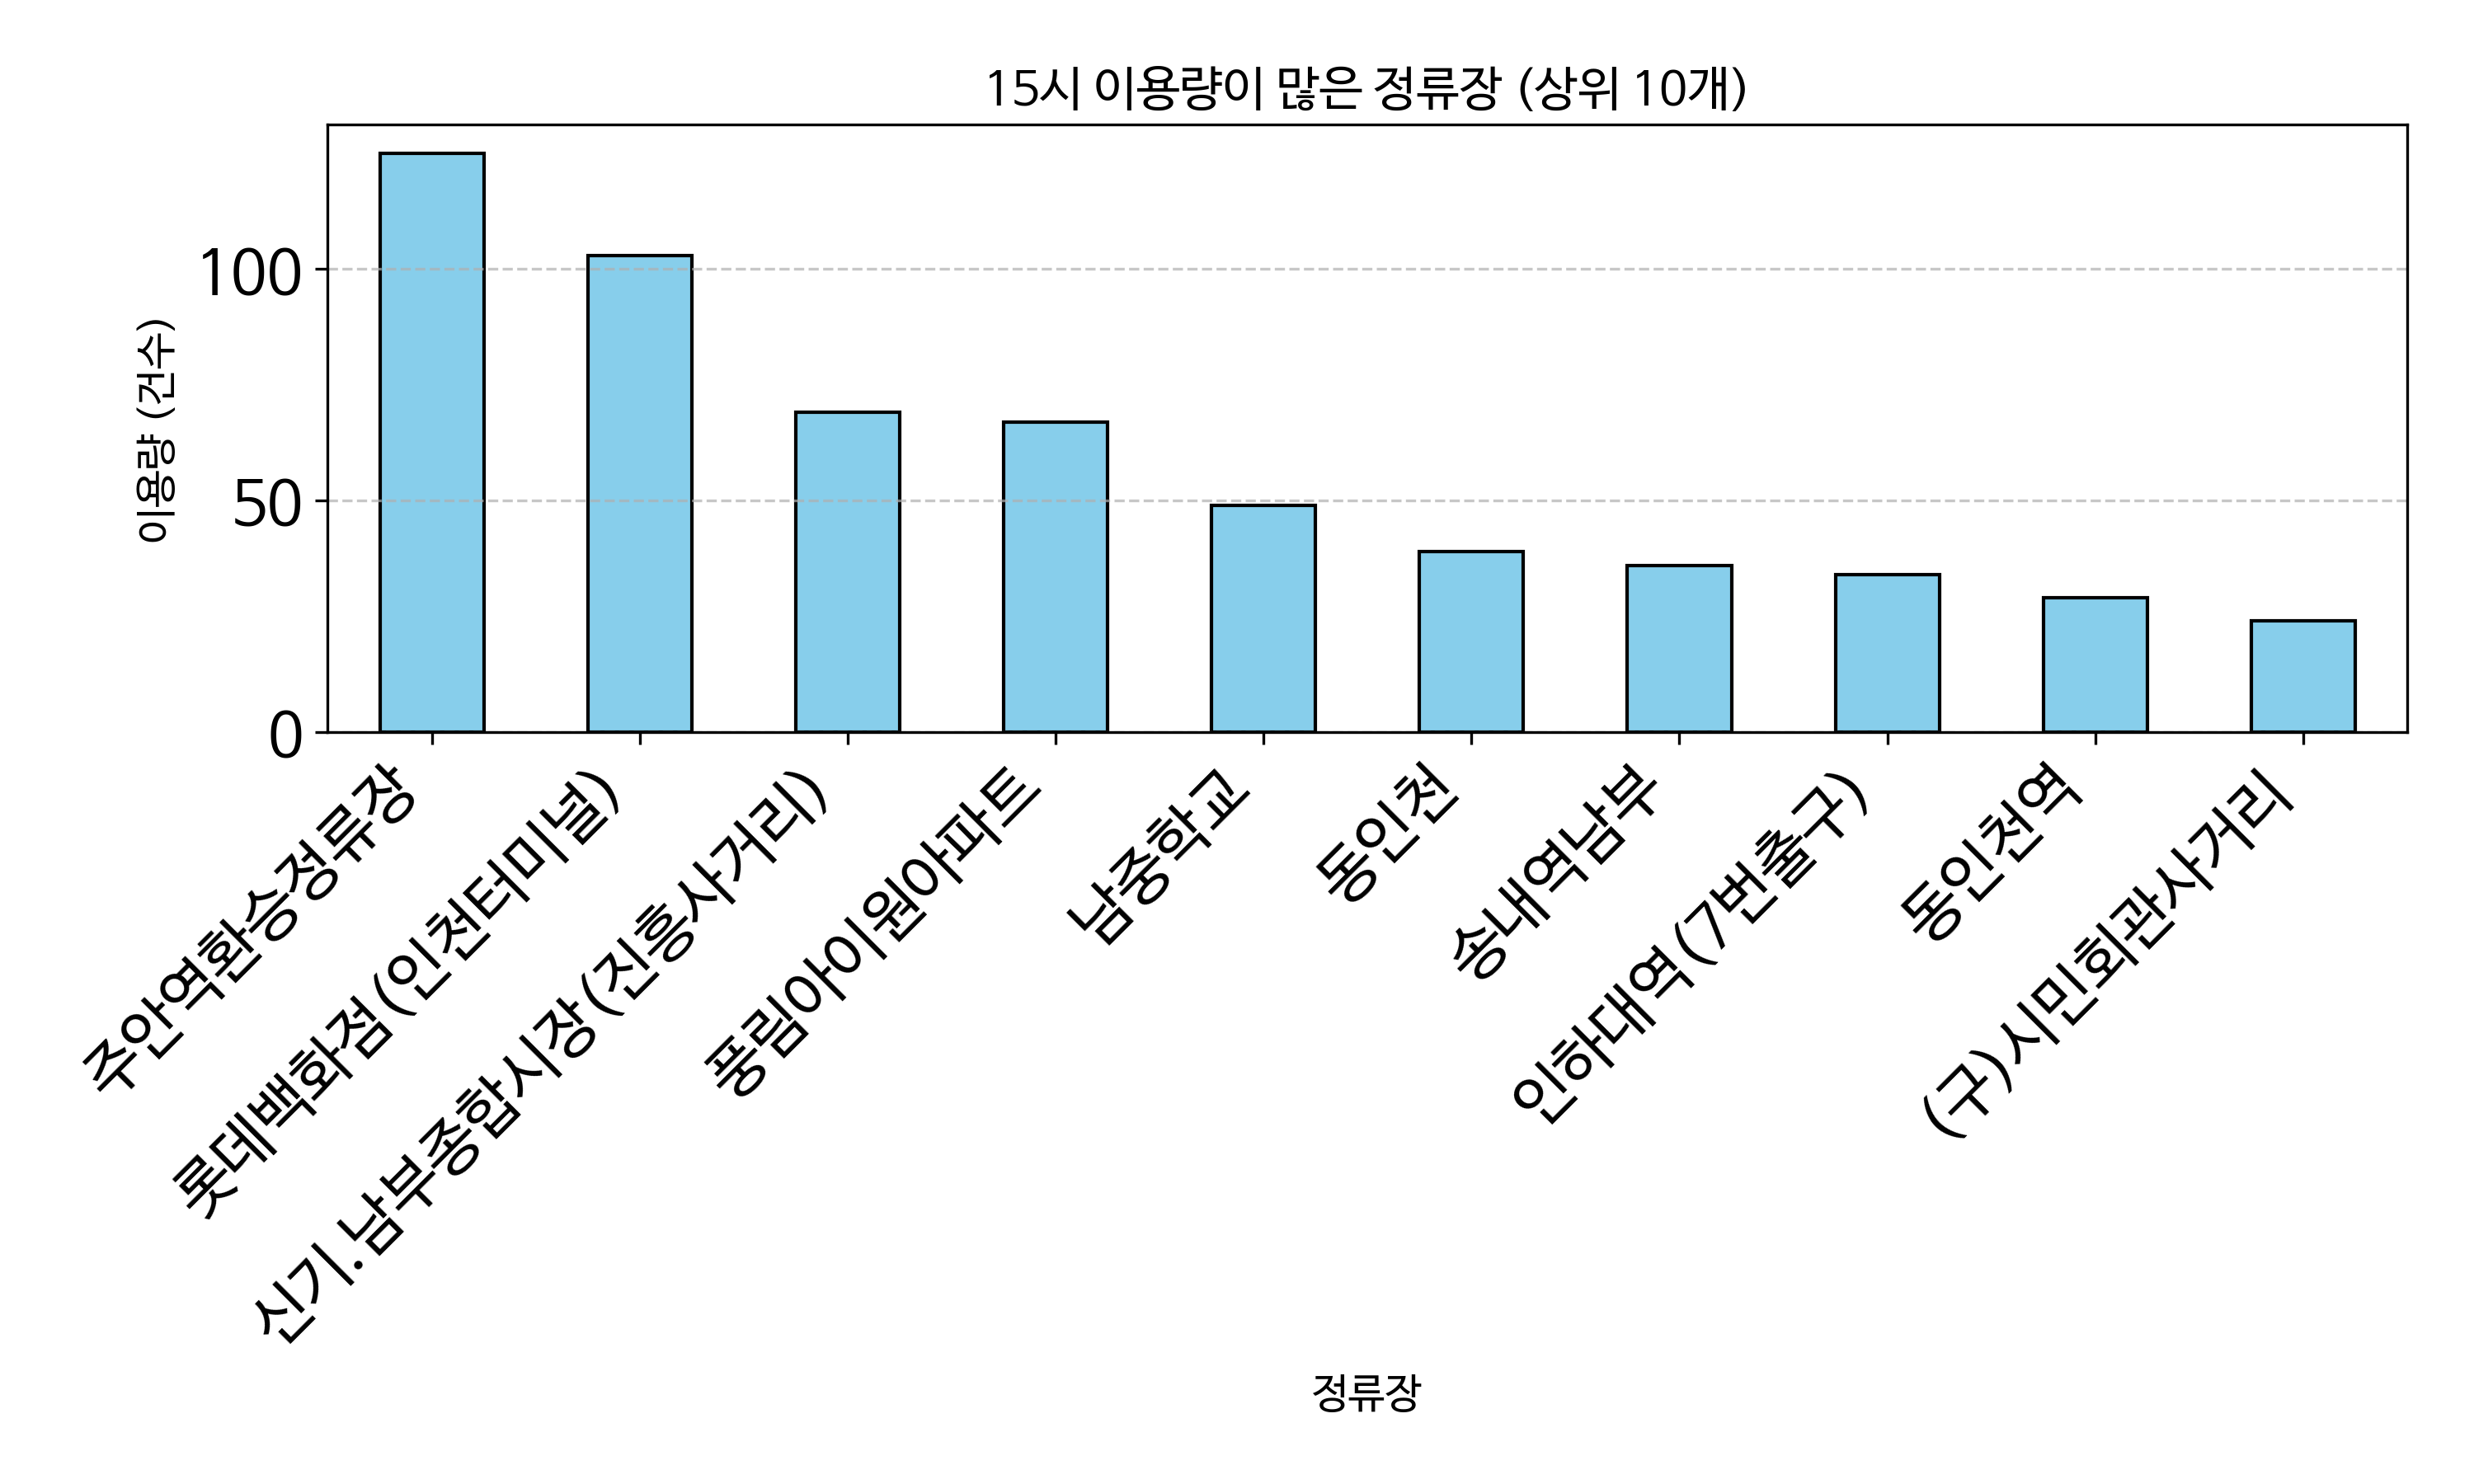 15시 이용량이 많은 정류장 (상위 10개)
이용량 (건수)
100
50
0
주안역환승정류장
롯데백화점(인천터미널)
신기.남부종합시장(진흥사거리)
풍림아이원아파트
남중학교
동인천
송내역남부
인하대역(7번출구)
동인천역
(구)시민회관사거리
정류장